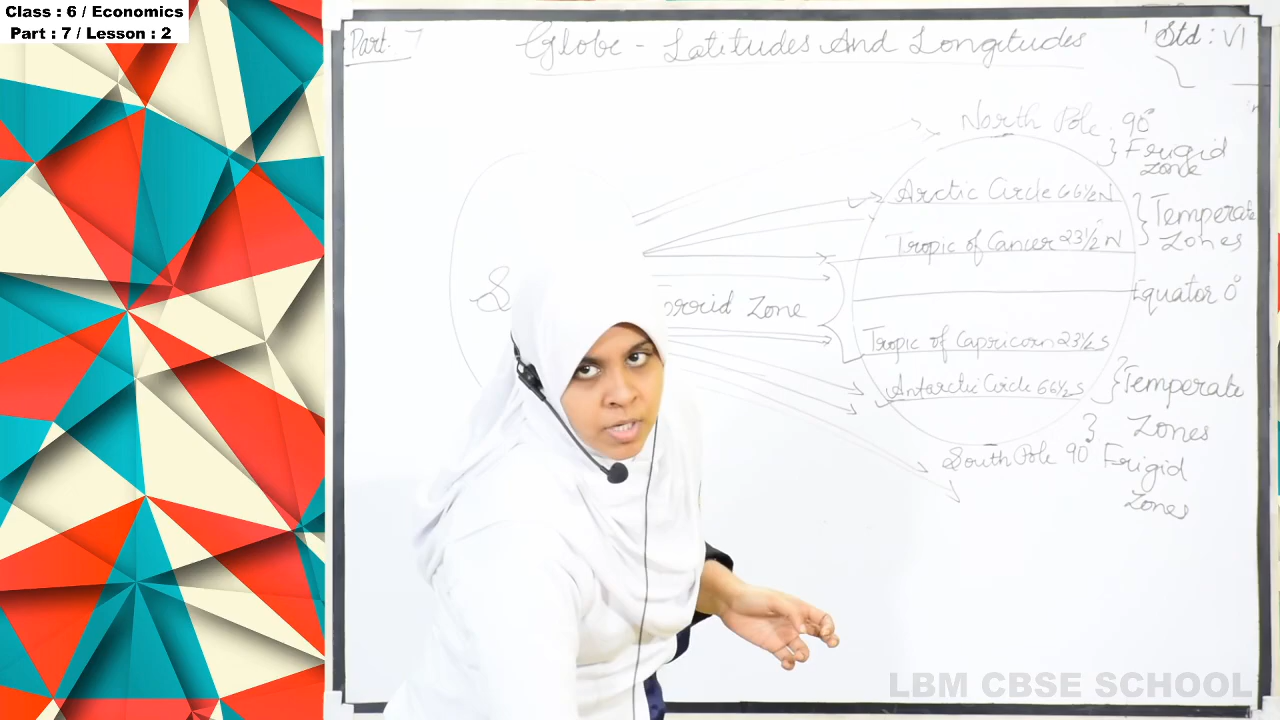 Class : 6 / Economics
Part : 7 / Lesson : 2
Part. 7
Globe - Latitudes And Longitudes
Std : VI
North Pole. 90°
} Frigid
Zone
Arctic Circle 66½N
} Temperate
Zones
Tropic of Cancer 23½°N
Equator 0°
Zone
Tropic of Capricorn 23½S
Antarctic Circle 66½S
} Temperate
Zones
South Pole 90°
} Frigid
Zones
LBM CBSE SCHOOL